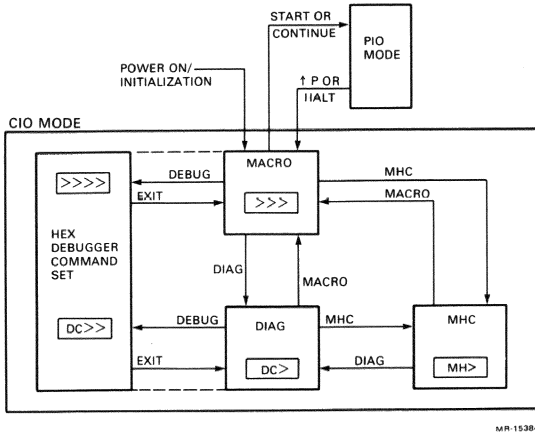 START OR
CONTINUE
PIO
MODE
POWER ON/
INITIALIZATION
↑ P OR
HALT
CIO MODE
MACRO
>>>
>>>>
DEBUG
EXIT
MHC
MACRO
HEX
DEBUGGER
COMMAND
SET
DIAG
MACRO
DC>>
DEBUG
EXIT
DIAG
DC>
MHC
DIAG
MHC
MH>